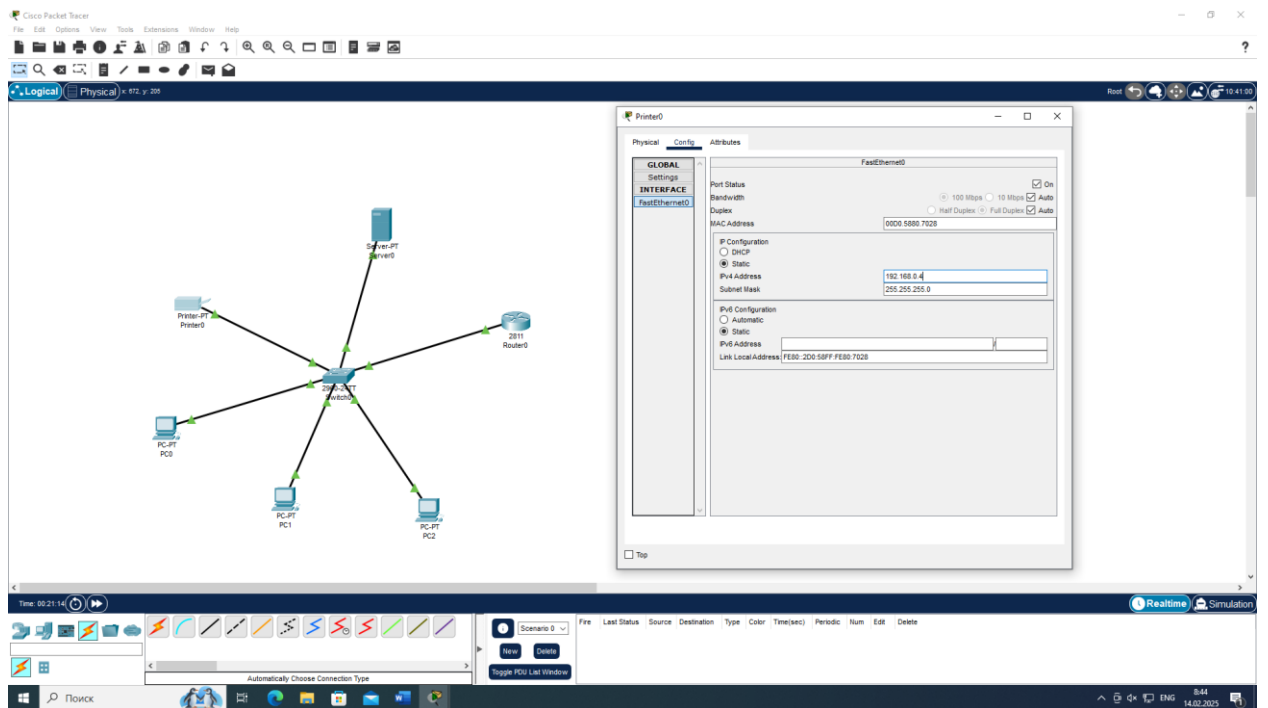 Cisco Packet Tracer
File Edit Options View Tools Extensions Window Help
?
Logical Physical x: 672, y: 205 Root 10:41:00
Printer0
Physical Config Attributes
GLOBAL
Settings
INTERFACE
FastEthernet0
FastEthernet0
Port Status On
Bandwidth 100 Mbps 10 Mbps Auto
Duplex Half Duplex Full Duplex Auto
MAC Address 00D0.5880.7028
IP Configuration
DHCP
Static
IPv4 Address 192.168.0.4
Subnet Mask 255.255.255.0
IPv6 Configuration
Automatic
Static
IPv6 Address /
Link Local Address: FE80::2D0:58FF:FE80:7028
Top
Server-PT
Server0
Printer-PT
Printer0
2811
Router0
Switch0
PC-PT
PC0
PC-PT
PC1
PC-PT
PC2
Time: 00:21:14 Realtime Simulation
Scenario 0
New Delete
Toggle PDU List Window
Fire Last Status Source Destination Type Color Time(sec) Periodic Num Edit Delete
Automatically Choose Connection Type
Поиск
ENG 8:44
14.02.2025